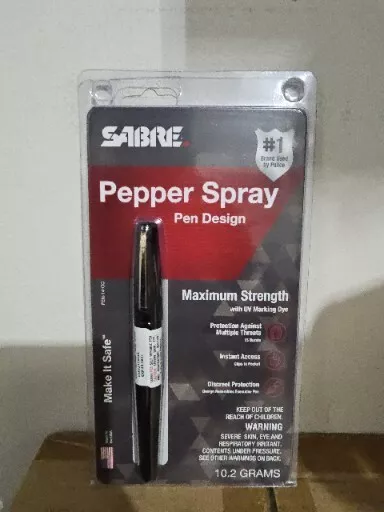 SABRE
#1
Brand Used
by Police
Pepper Spray
Pen Design
Maximum Strength
with UV Marking Dye
Protection Against
Multiple Threats
Instant Access
Discreet Protection
Make It Safe™
KEEP OUT OF THE
REACH OF CHILDREN.
WARNING
SEVERE SKIN, EYE AND
RESPIRATORY IRRITANT.
CONTENTS UNDER PRESSURE.
SEE OTHER WARNINGS ON BACK.
10.2 GRAMS